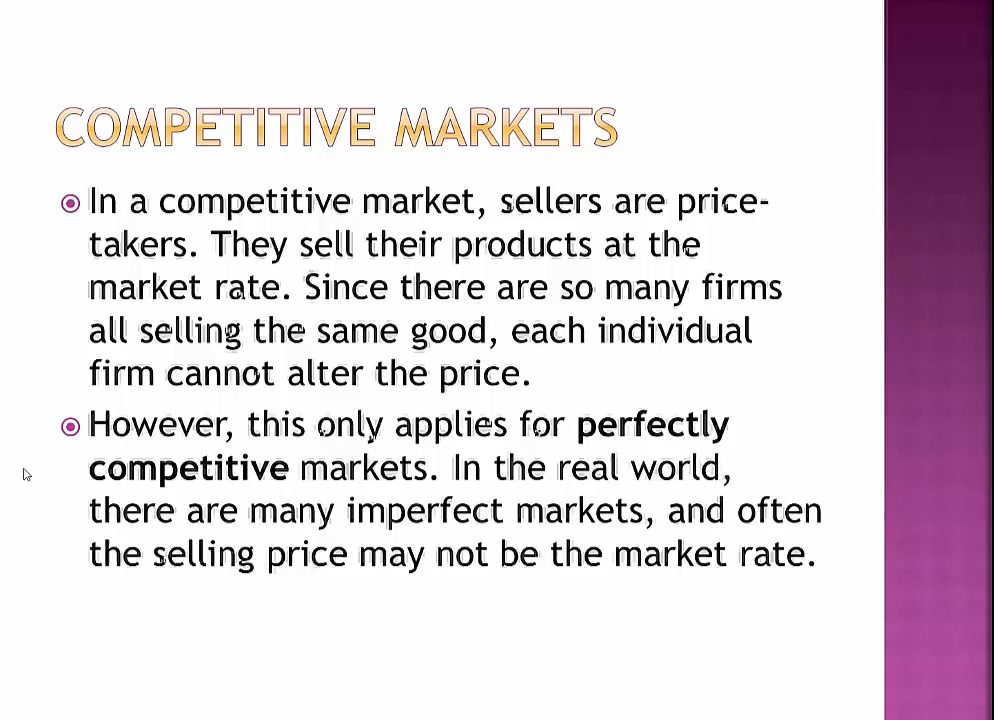 COMPETITIVE MARKETS
In a competitive market, sellers are price-
takers. They sell their products at the
market rate. Since there are so many firms
all selling the same good, each individual
firm cannot alter the price.
However, this only applies for perfectly
competitive markets. In the real world,
there are many imperfect markets, and often
the selling price may not be the market rate.